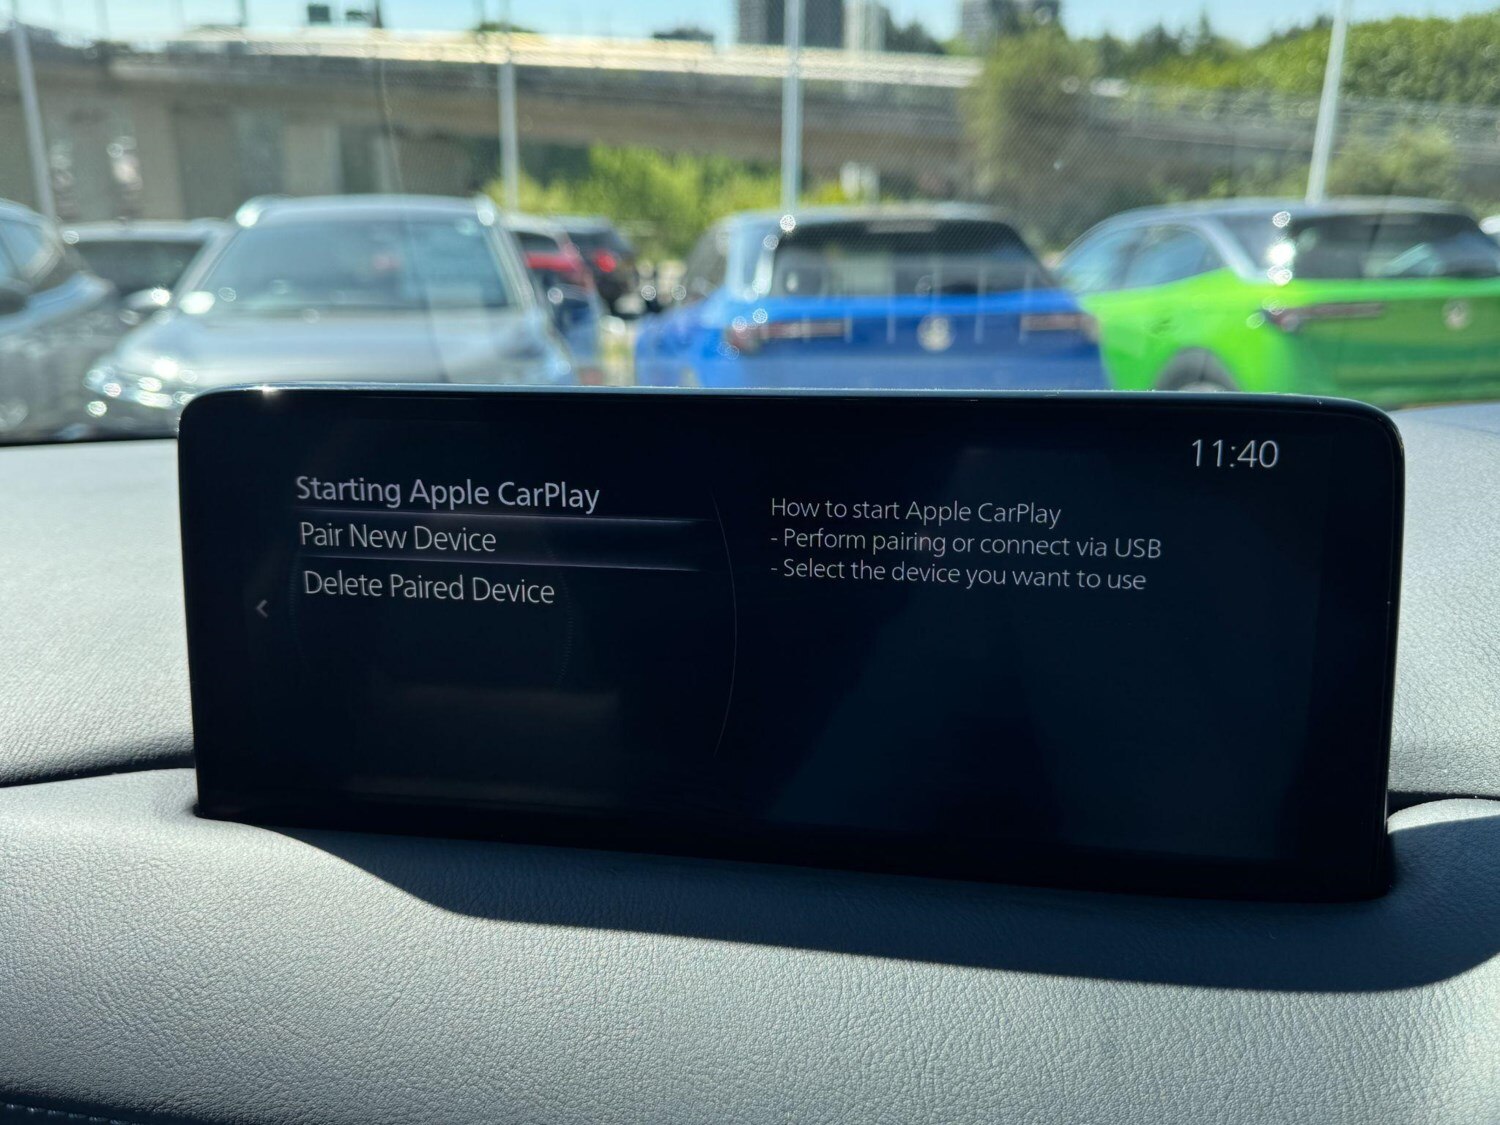 11:40
Starting Apple CarPlay
Pair New Device
Delete Paired Device
How to start Apple CarPlay
- Perform pairing or connect via USB
- Select the device you want to use